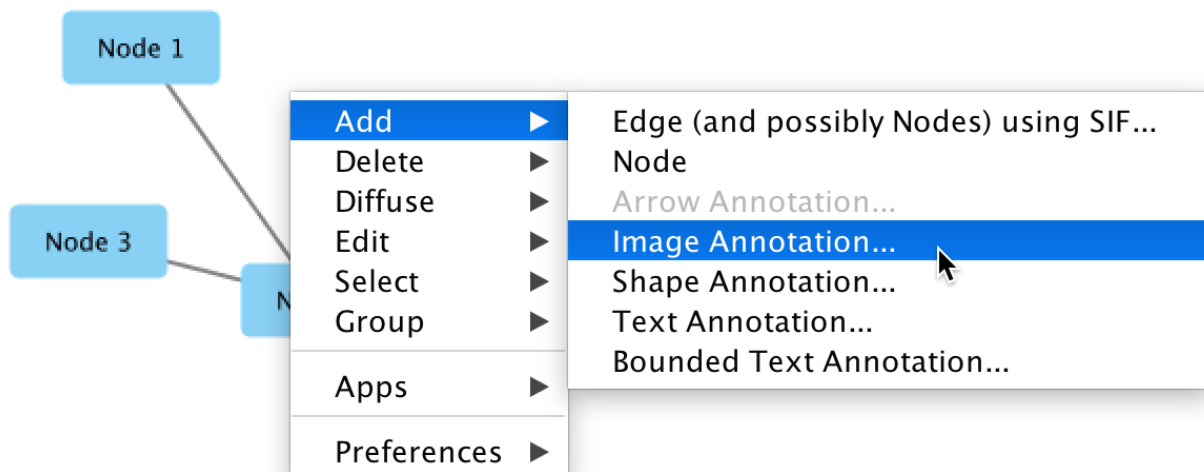 Node 1
Node 3
Add
Delete
Diffuse
Edit
Select
Group
Apps
Preferences
Edge (and possibly Nodes) using SIF...
Node
Arrow Annotation...
Image Annotation...
Shape Annotation...
Text Annotation...
Bounded Text Annotation...